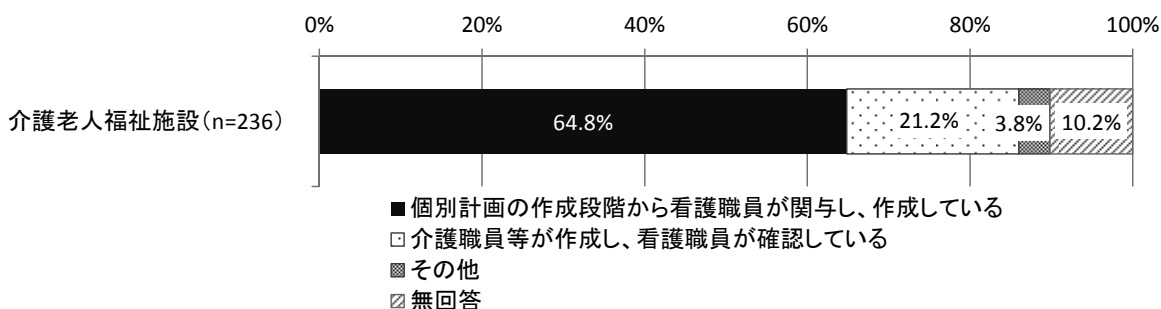 0% 20% 40% 60% 80% 100%
介護老人福祉施設(n=236) 64.8% 21.2% 3.8% 10.2%
個別計画の作成段階から看護職員が関与し、作成している
介護職員等が作成し、看護職員が確認している
その他
無回答